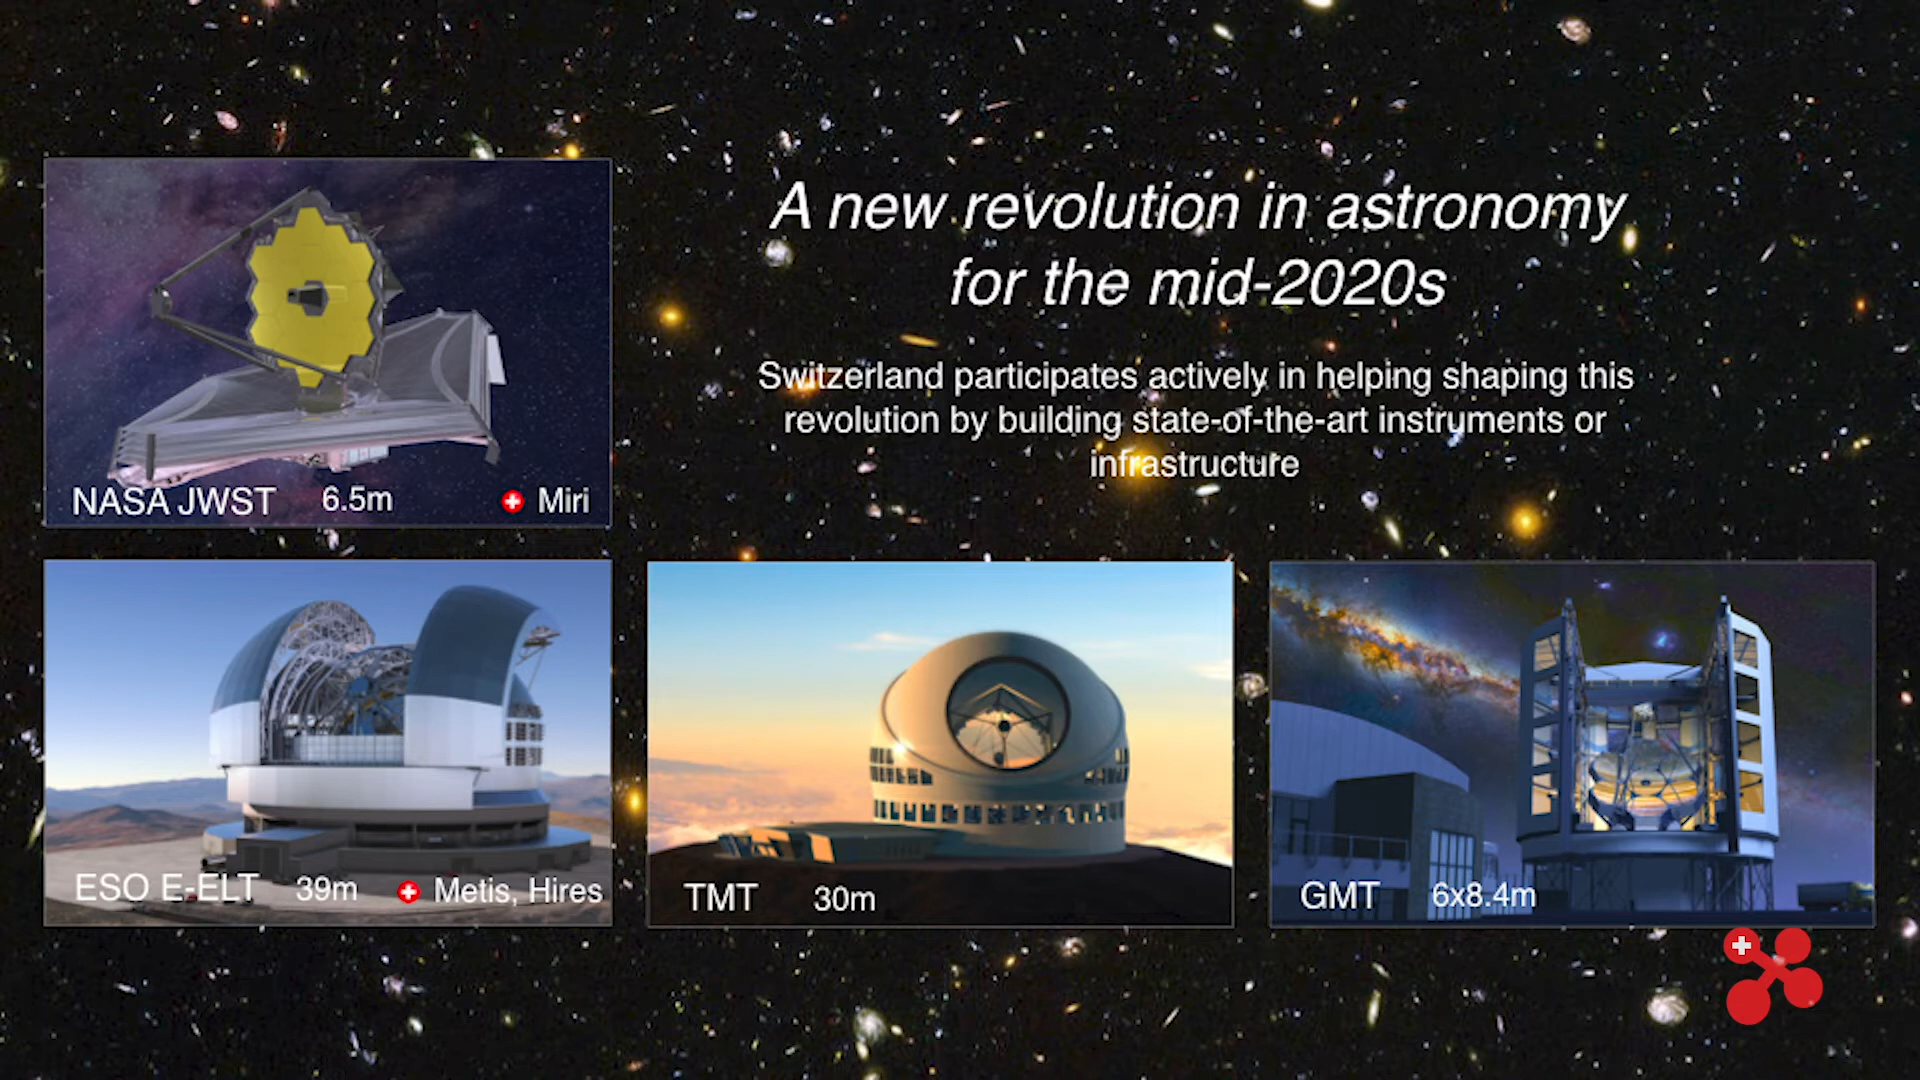 A new revolution in astronomy
for the mid-2020s
Switzerland participates actively in helping shaping this
revolution by building state-of-the-art instruments or
infrastructure
NASA JWST 6.5m Miri
ESO E-ELT 39m Metis, Hires
TMT 30m
GMT 6x8.4m